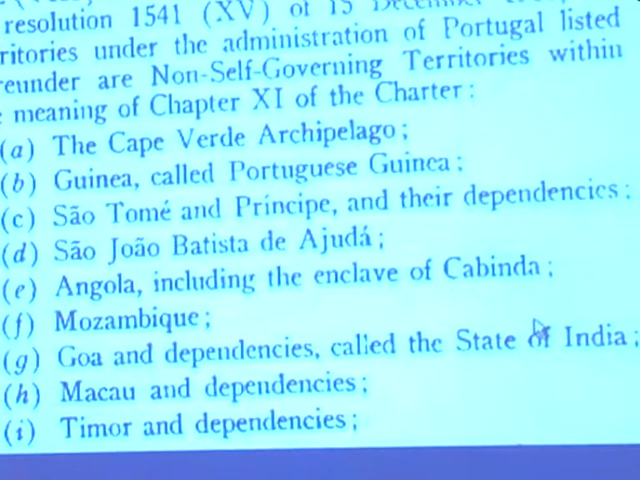 resolution 1541 (XV) of 15 December
ritories under the administration of Portugal listed
reunder are Non-Self-Governing Territories within
meaning of Chapter XI of the Charter:
(a) The Cape Verde Archipelago;
(b) Guinea, called Portuguese Guinea;
(c) São Tomé and Príncipe, and their dependencies;
(d) São João Batista de Ajudá;
(e) Angola, including the enclave of Cabinda;
(f) Mozambique;
(g) Goa and dependencies, called the State of India;
(h) Macau and dependencies;
(i) Timor and dependencies;